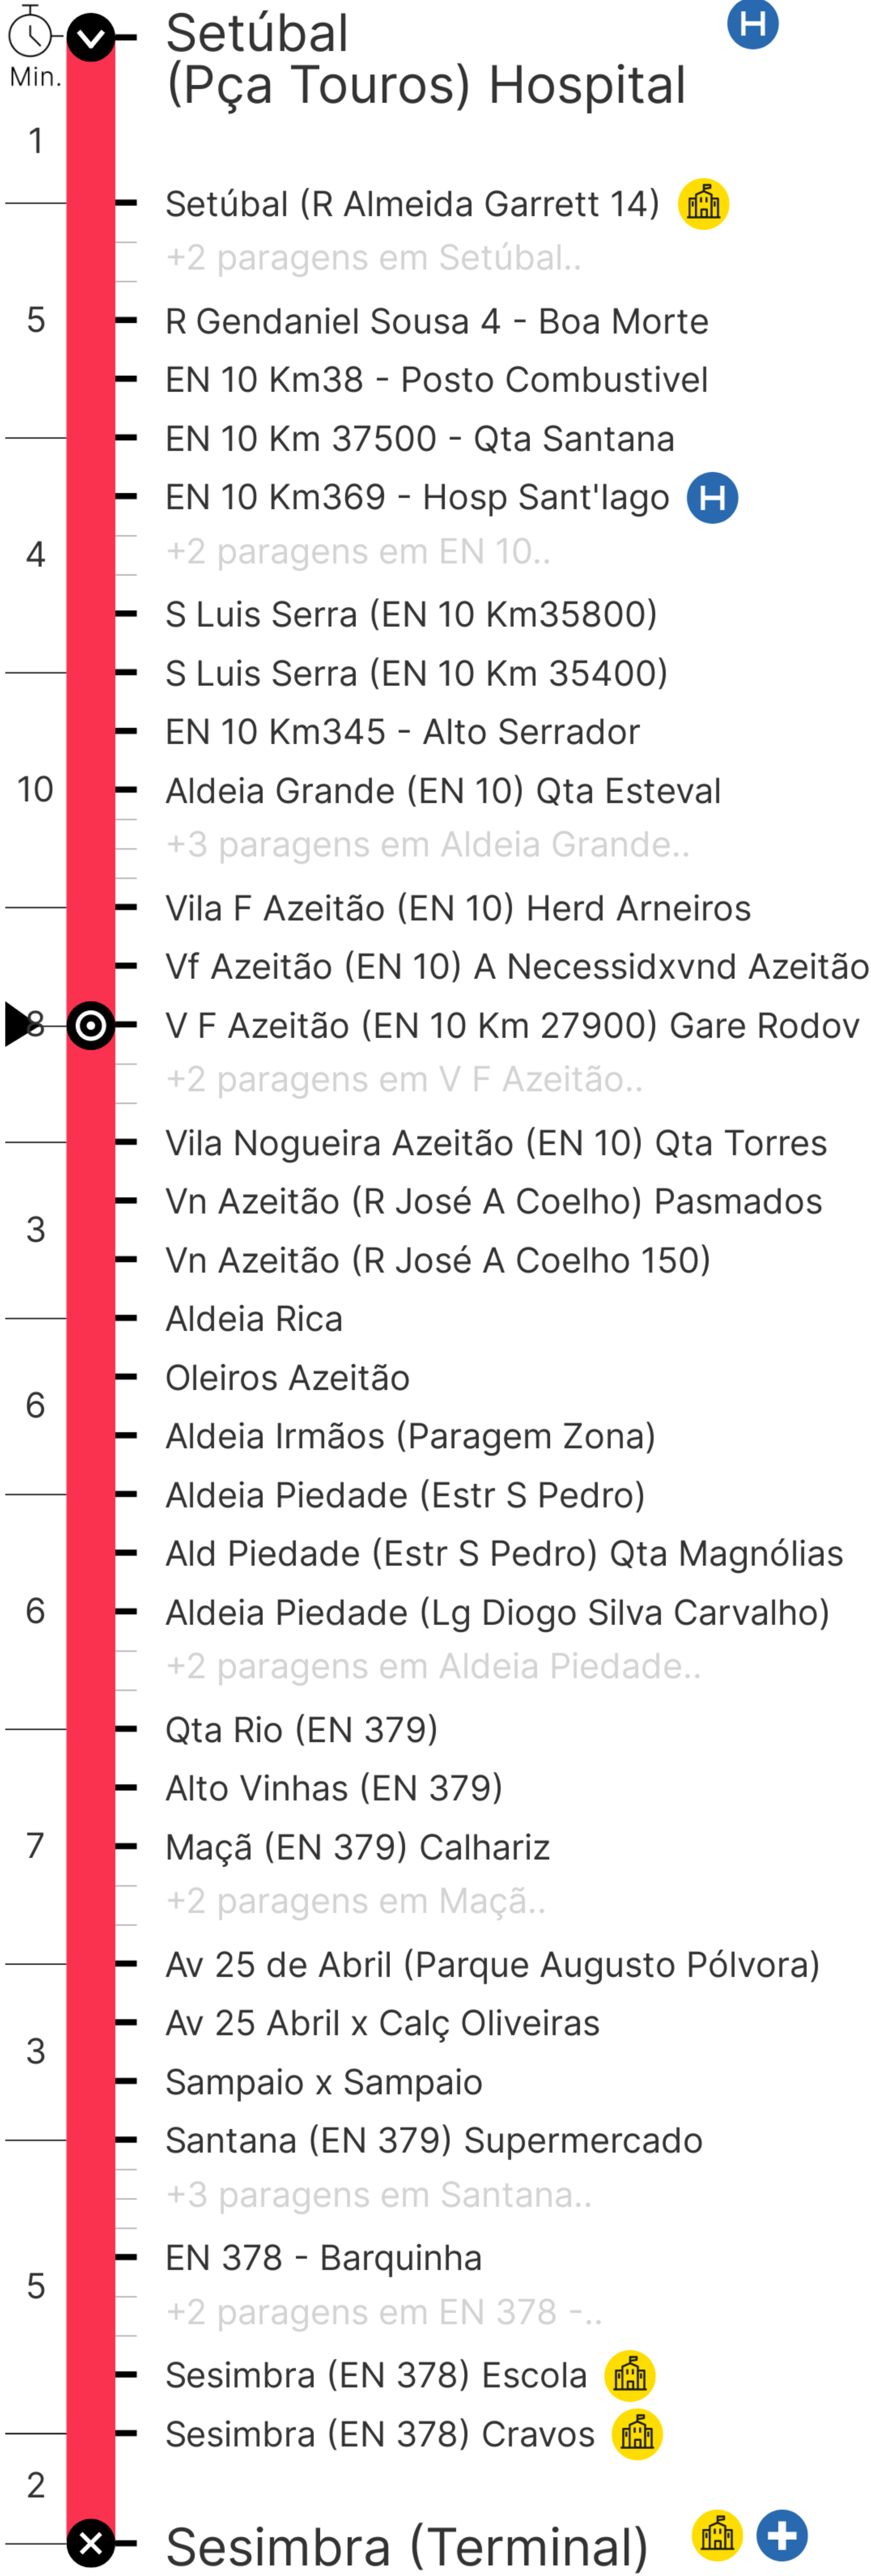 Setúbal
(Pça Touros) Hospital
H
Min.
1
Setúbal (R Almeida Garrett 14)
+2 paragens em Setúbal..
5
R Gendaniel Sousa 4 - Boa Morte
EN 10 Km38 - Posto Combustivel
EN 10 Km 37500 - Qta Santana
EN 10 Km369 - Hosp Sant'Iago
H
+2 paragens em EN 10..
4
S Luis Serra (EN 10 Km35800)
S Luis Serra (EN 10 Km 35400)
EN 10 Km345 - Alto Serrador
10
Aldeia Grande (EN 10) Qta Esteval
+3 paragens em Aldeia Grande..
Vila F Azeitão (EN 10) Herd Arneiros
Vf Azeitão (EN 10) A Necessidxvnd Azeitão
8
V F Azeitão (EN 10 Km 27900) Gare Rodov
+2 paragens em V F Azeitão..
Vila Nogueira Azeitão (EN 10) Qta Torres
Vn Azeitão (R José A Coelho) Pasmados
3
Vn Azeitão (R José A Coelho 150)
Aldeia Rica
Oleiros Azeitão
6
Aldeia Irmãos (Paragem Zona)
Aldeia Piedade (Estr S Pedro)
Ald Piedade (Estr S Pedro) Qta Magnólias
6
Aldeia Piedade (Lg Diogo Silva Carvalho)
+2 paragens em Aldeia Piedade..
Qta Rio (EN 379)
Alto Vinhas (EN 379)
7
Maçã (EN 379) Calhariz
+2 paragens em Maçã..
Av 25 de Abril (Parque Augusto Pólvora)
Av 25 Abril x Calç Oliveiras
3
Sampaio x Sampaio
Santana (EN 379) Supermercado
+3 paragens em Santana..
EN 378 - Barquinha
5
+2 paragens em EN 378 -..
Sesimbra (EN 378) Escola
Sesimbra (EN 378) Cravos
2
Sesimbra (Terminal)